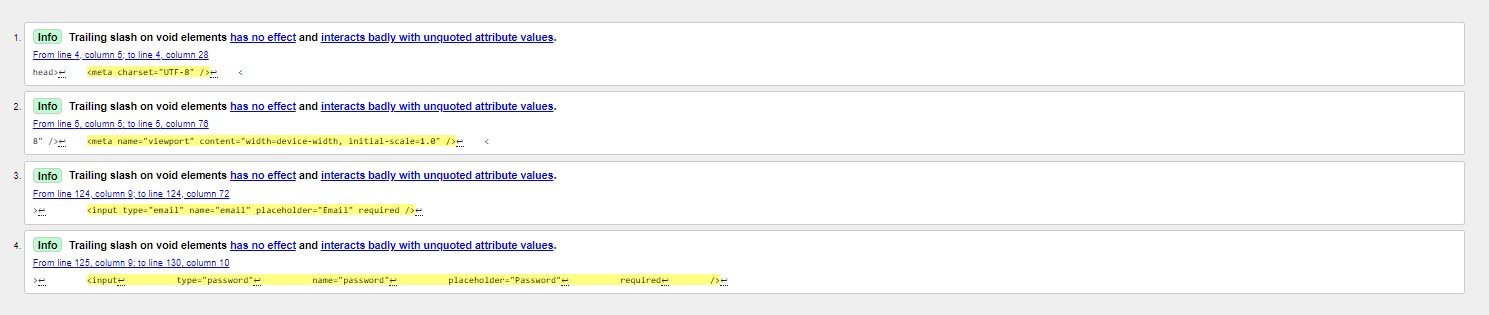 1. Info Trailing slash on void elements has no effect and interacts badly with unquoted attribute values.
From line 4, column 5; to line 4, column 28
head>↩    <meta charset="UTF-8" />↩    <
2. Info Trailing slash on void elements has no effect and interacts badly with unquoted attribute values.
From line 5, column 5; to line 5, column 76
8" />↩    <meta name="viewport" content="width=device-width, initial-scale=1.0" />↩    <
3. Info Trailing slash on void elements has no effect and interacts badly with unquoted attribute values.
From line 124, column 9; to line 124, column 72
>↩        <input type="email" name="email" placeholder="Email" required />↩
4. Info Trailing slash on void elements has no effect and interacts badly with unquoted attribute values.
From line 125, column 9; to line 130, column 10
>↩        <input↩          type="password"↩          name="password"↩          placeholder="Password"↩          required↩        />↩